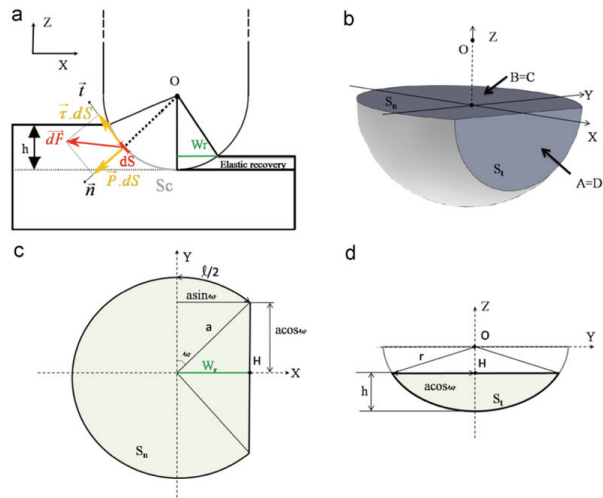 a
Z
X
O
t
τ.dS
dF
h
Wr
dS
Elastic recovery
Sc
n
P.dS
b
Z
O
B=C
Y
Sn
X
St
A=D
c
Y
ℓ/2
asinω
a
acosω
ω
H
Wr
X
Sn
d
Z
O
Y
r
H
h
acosω
St